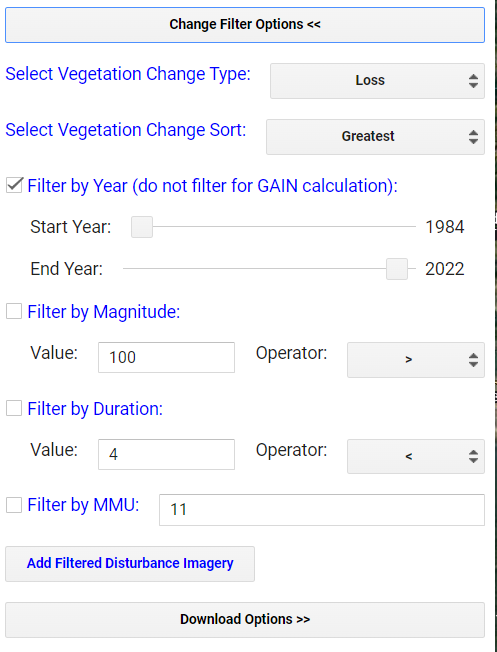 Change Filter Options <<
Select Vegetation Change Type: Loss
Select Vegetation Change Sort: Greatest
Filter by Year (do not filter for GAIN calculation):
Start Year: 1984
End Year: 2022
Filter by Magnitude:
Value: 100 Operator: >
Filter by Duration:
Value: 4 Operator: <
Filter by MMU: 11
Add Filtered Disturbance Imagery
Download Options >>